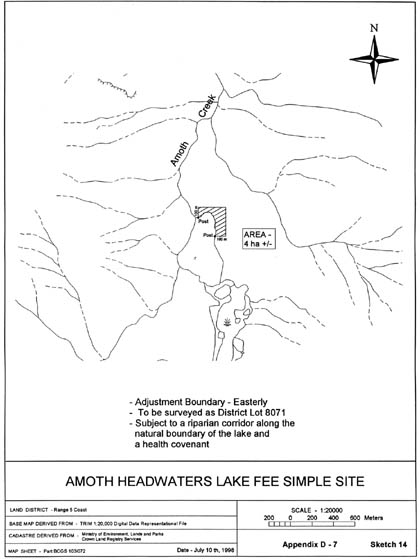 N
Amoth Creek
Post
Post
100 m
AREA -
4 ha +/-
- Adjustment Boundary - Easterly
- To be surveyed as District Lot 8071
- Subject to a riparian corridor along the
natural boundary of the lake and
a health covenant
AMOTH HEADWATERS LAKE FEE SIMPLE SITE
LAND DISTRICT - Range 5 Coast
BASE MAP DERIVED FROM - TRIM 1:20,000 Digital Data Representational File
CADASTRE DERIVED FROM - Ministry of Environment, Lands and Parks
Crown Land Registry Services
MAP SHEET - Part BCGS 103I072
Date - July 10 th, 1998
SCALE - 1:20000
200 0 200 400 600 Meters
Appendix D - 7
Sketch 14